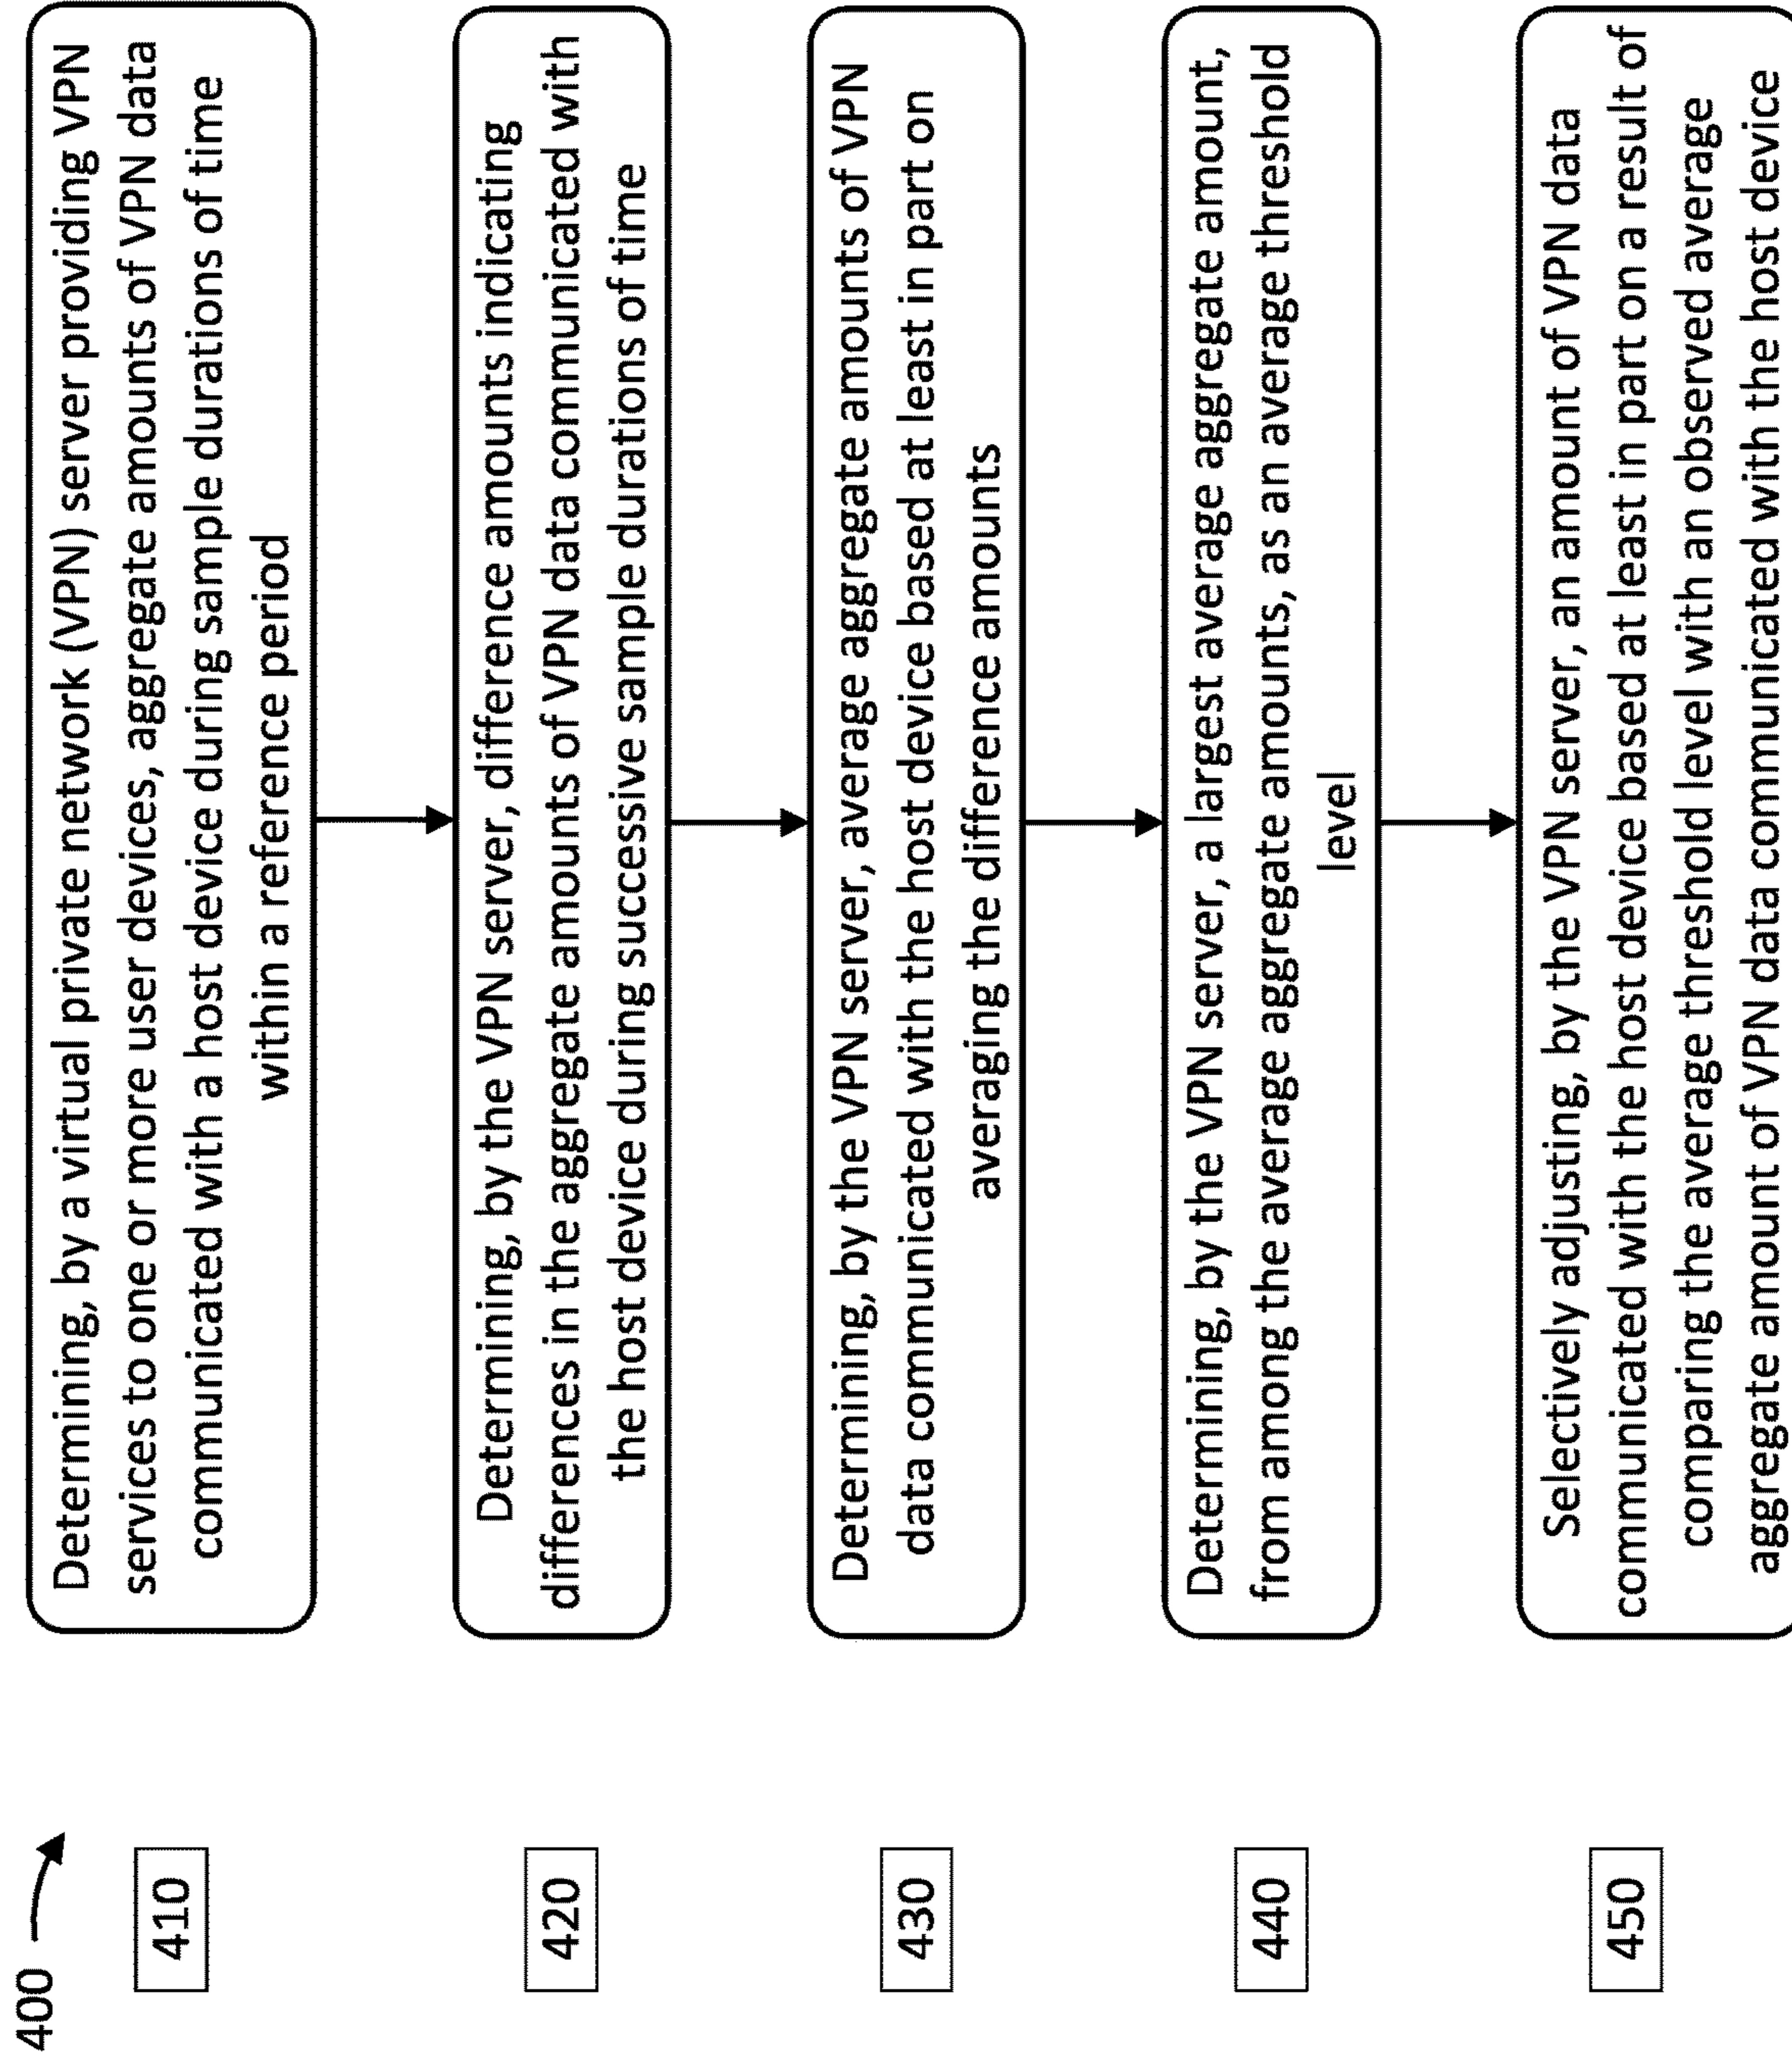 400
410
Determining, by a virtual private network (VPN) server providing VPN
services to one or more user devices, aggregate amounts of VPN data
communicated with a host device during sample durations of time
within a reference period
420
Determining, by the VPN server, difference amounts indicating
differences in the aggregate amounts of VPN data communicated with
the host device during successive sample durations of time
430
Determining, by the VPN server, average aggregate amounts of VPN
data communicated with the host device based at least in part on
averaging the difference amounts
440
Determining, by the VPN server, a largest average aggregate amount,
from among the average aggregate amounts, as an average threshold
level
450
Selectively adjusting, by the VPN server, an amount of VPN data
communicated with the host device based at least in part on a result of
comparing the average threshold level with an observed average
aggregate amount of VPN data communicated with the host device